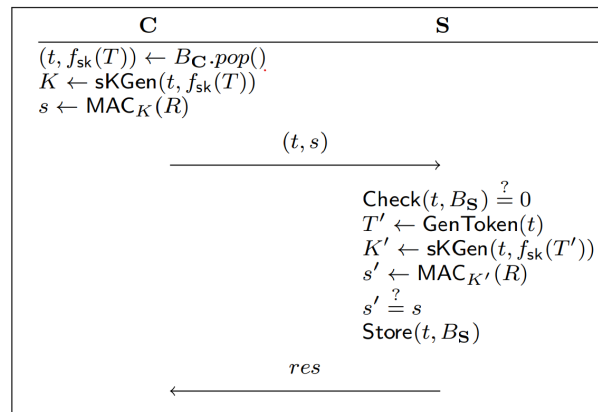 C S
(t, f_sk(T)) ← B_C.pop()
K ← sKGen(t, f_sk(T))
s ← MAC_K(R)
(t, s)
Check(t, B_S) ≟ 0
T′ ← GenToken(t)
K′ ← sKGen(t, f_sk(T′))
s′ ← MAC_K′(R)
s′ ≟ s
Store(t, B_S)
res